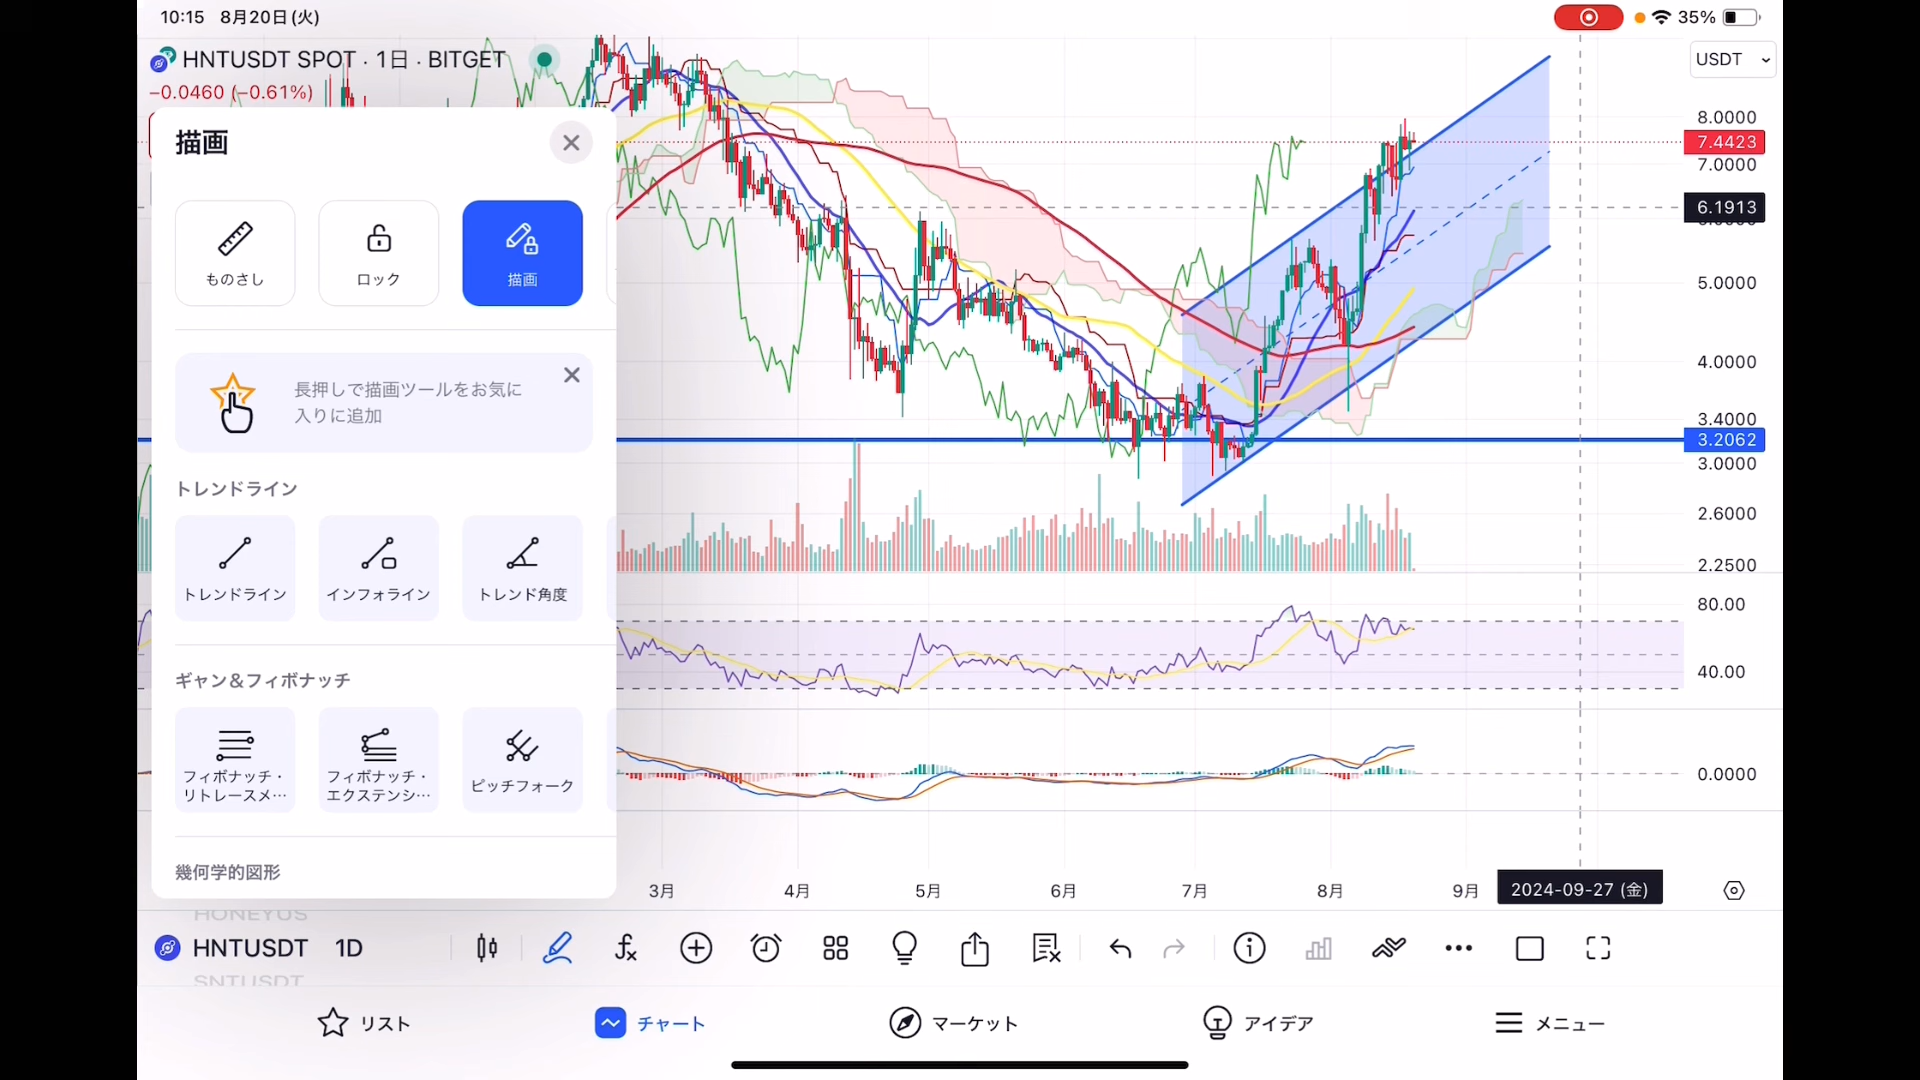 10:15 8月20日(火)
35%
HNTUSDT SPOT · 1日 · BITGET
−0.0460 (−0.61%)
USDT
描画
ものさし
ロック
描画
長押しで描画ツールをお気に
入りに追加
トレンドライン
トレンドライン
インフォライン
トレンド角度
ギャン&フィボナッチ
フィボナッチ・
リトレースメ…
フィボナッチ・
エクステンシ…
ピッチフォーク
幾何学的図形
8.0000
7.4423
7.0000
6.1913
5.0000
4.0000
3.4000
3.2062
3.0000
2.6000
2.2500
80.00
40.00
0.0000
3月
4月
5月
6月
7月
8月
9月
2024-09-27 (金)
HONEYUS
HNTUSDT 1D
SNTUSDT
リスト
チャート
マーケット
アイデア
メニュー